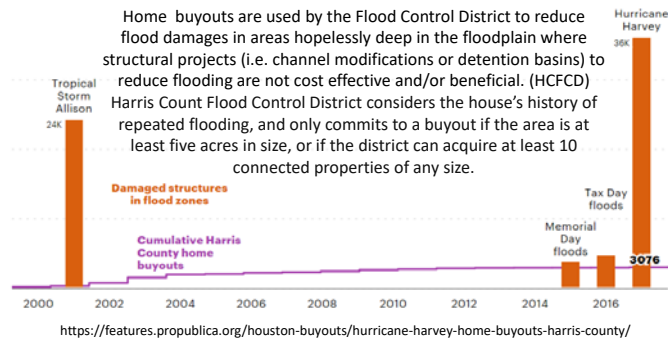 Home buyouts are used by the Flood Control District to reduce
flood damages in areas hopelessly deep in the floodplain where
structural projects (i.e. channel modifications or detention basins) to
reduce flooding are not cost effective and/or beneficial. (HCFCD)
Harris Count Flood Control District considers the house's history of
repeated flooding, and only commits to a buyout if the area is at
least five acres in size, or if the district can acquire at least 10
connected properties of any size.
Hurricane
Harvey
36K
Tropical
Storm
Allison
24K
Damaged structures
in flood zones
Tax Day
floods
Memorial
Day
floods
Cumulative Harris
County home
buyouts
3076
2000 2002 2004 2006 2008 2010 2012 2014 2016
https://features.propublica.org/houston-buyouts/hurricane-harvey-home-buyouts-harris-county/